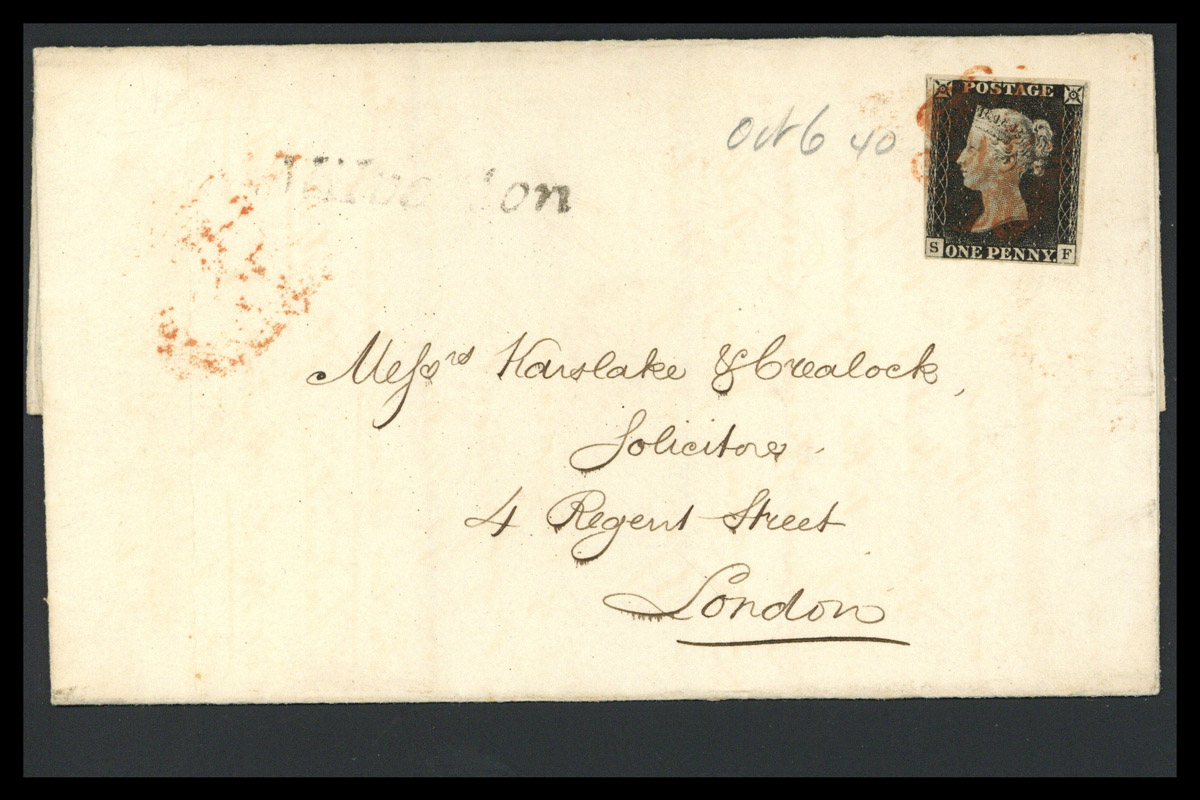 Oct 6 40
POSTAGE
S ONE PENNY. F
Messrs Karslake & Crealock,
Solicitors
4 Regent Street
London